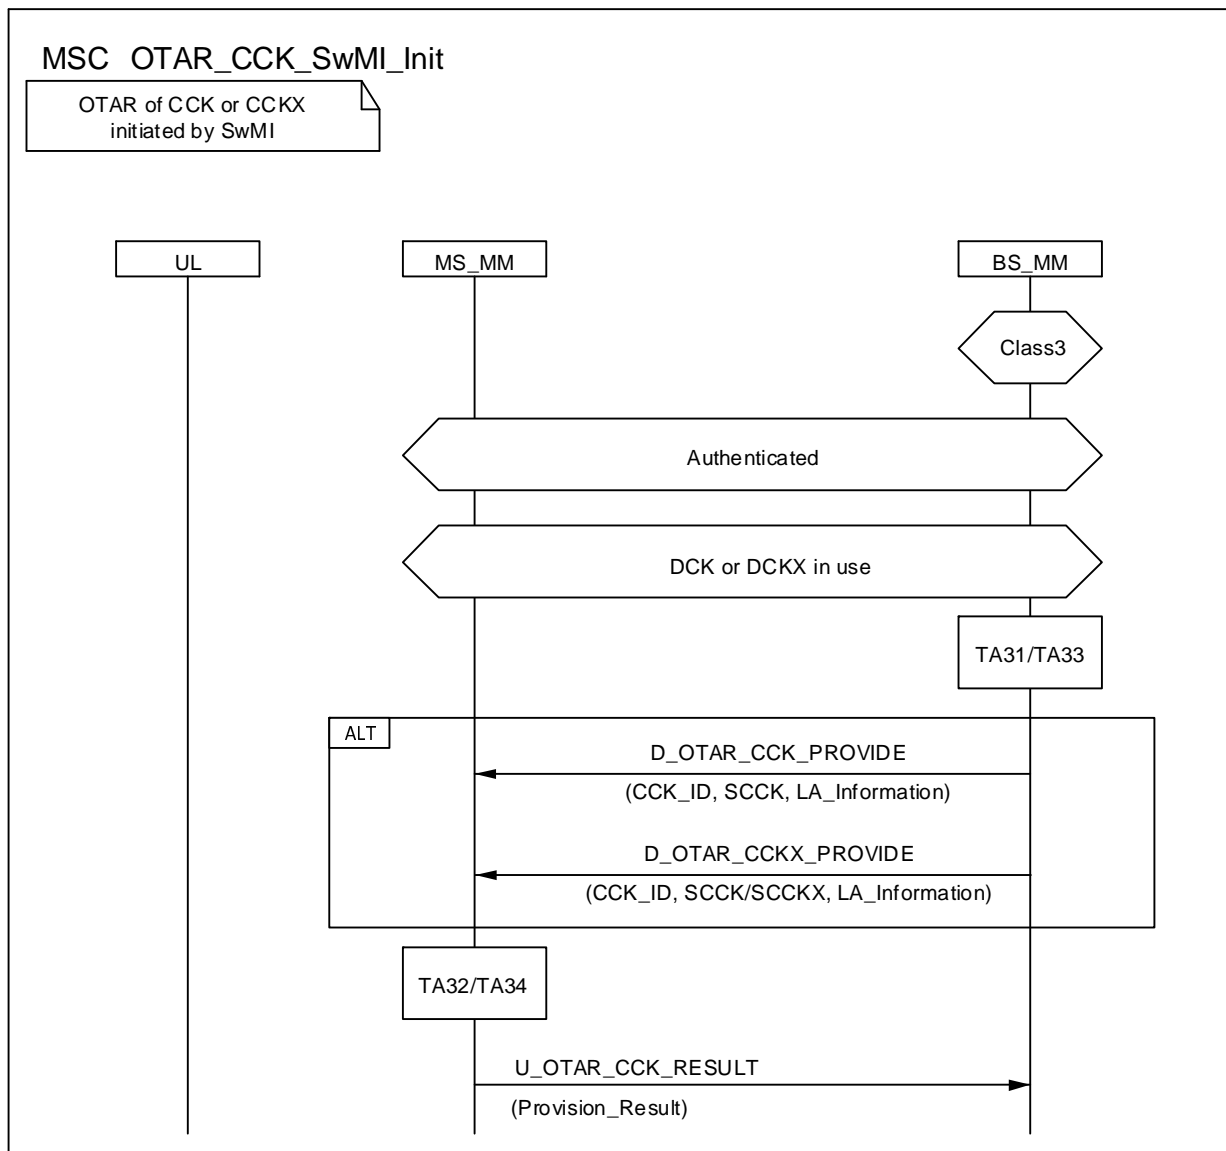 MSC OTAR_CCK_SwMI_Init
OTAR of CCK or CCKX
initiated by SwMI
UL
MS_MM
BS_MM
Class3
Authenticated
DCK or DCKX in use
TA31/TA33
ALT
D_OTAR_CCK_PROVIDE
(CCK_ID, SCCK, LA_Information)
D_OTAR_CCKX_PROVIDE
(CCK_ID, SCCK/SCCKX, LA_Information)
TA32/TA34
U_OTAR_CCK_RESULT
(Provision_Result)